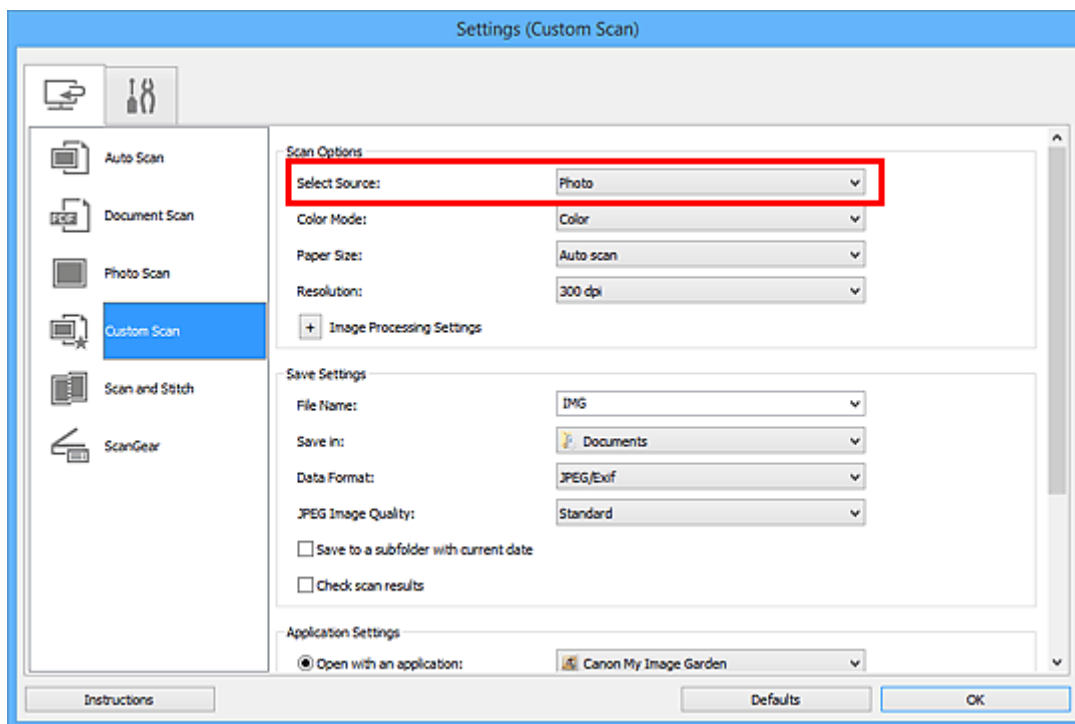 Settings (Custom Scan)
Auto Scan
PDF
Document Scan
Photo Scan
Custom Scan
Scan and Stitch
ScanGear
Scan Options
Select Source: Photo
Color Mode: Color
Paper Size: Auto scan
Resolution: 300 dpi
+ Image Processing Settings
Save Settings
File Name: IMG
Save in: Documents
Data Format: JPEG/Exif
JPEG Image Quality: Standard
Save to a subfolder with current date
Check scan results
Application Settings
Open with an application: Canon My Image Garden
Instructions Defaults OK